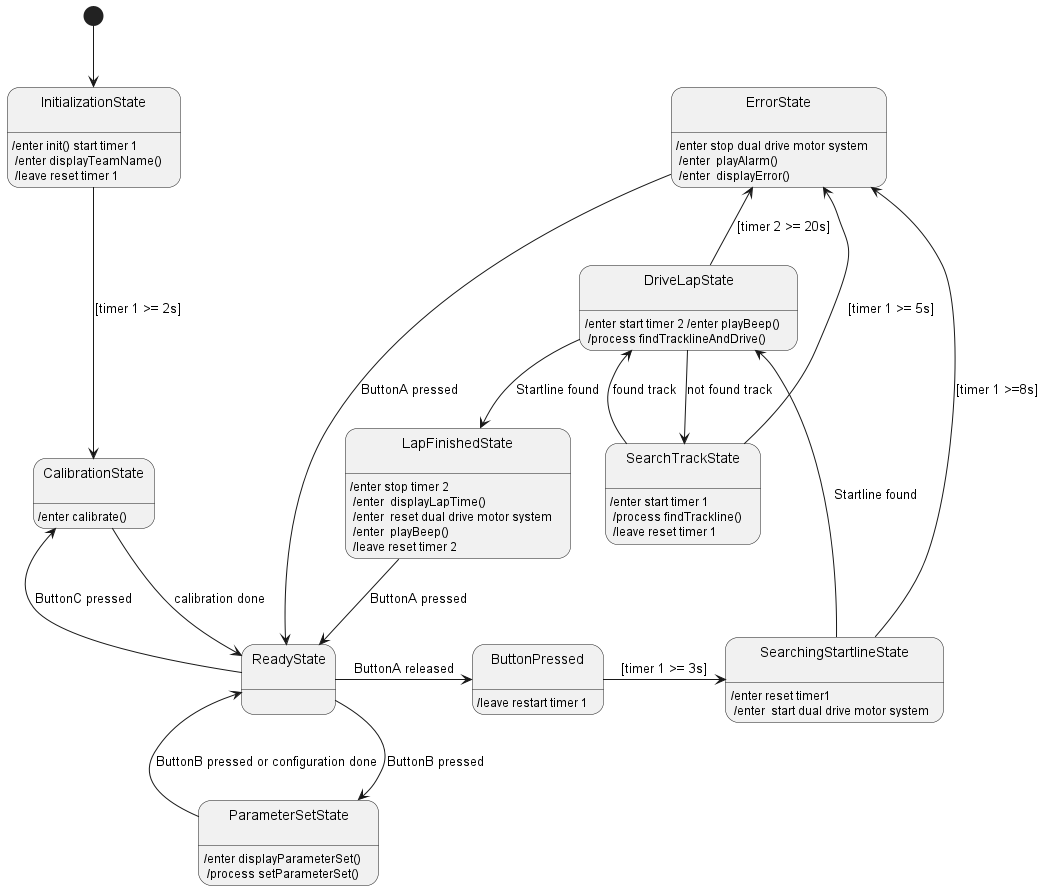 InitializationState
/enter init() start timer 1
/enter displayTeamName()
/leave reset timer 1
ErrorState
/enter stop dual drive motor system
/enter  playAlarm()
/enter  displayError()
[timer 2 >= 20s]
DriveLapState
/enter start timer 2 /enter playBeep()
/process findTracklineAndDrive()
[timer 1 >= 2s]
[timer 1 >= 5s]
ButtonA pressed
Startline found
found track
not found track
[timer 1 >=8s]
LapFinishedState
/enter stop timer 2
/enter  displayLapTime()
/enter  reset dual drive motor system
/enter  playBeep()
/leave reset timer 2
SearchTrackState
/enter start timer 1
/process findTrackline()
/leave reset timer 1
CalibrationState
/enter calibrate()
Startline found
ButtonC pressed
calibration done
ButtonA pressed
ReadyState
ButtonA released
ButtonPressed
/leave restart timer 1
[timer 1 >= 3s]
SearchingStartlineState
/enter reset timer1
/enter  start dual drive motor system
ButtonB pressed or configuration done
ButtonB pressed
ParameterSetState
/enter displayParameterSet()
/process setParameterSet()